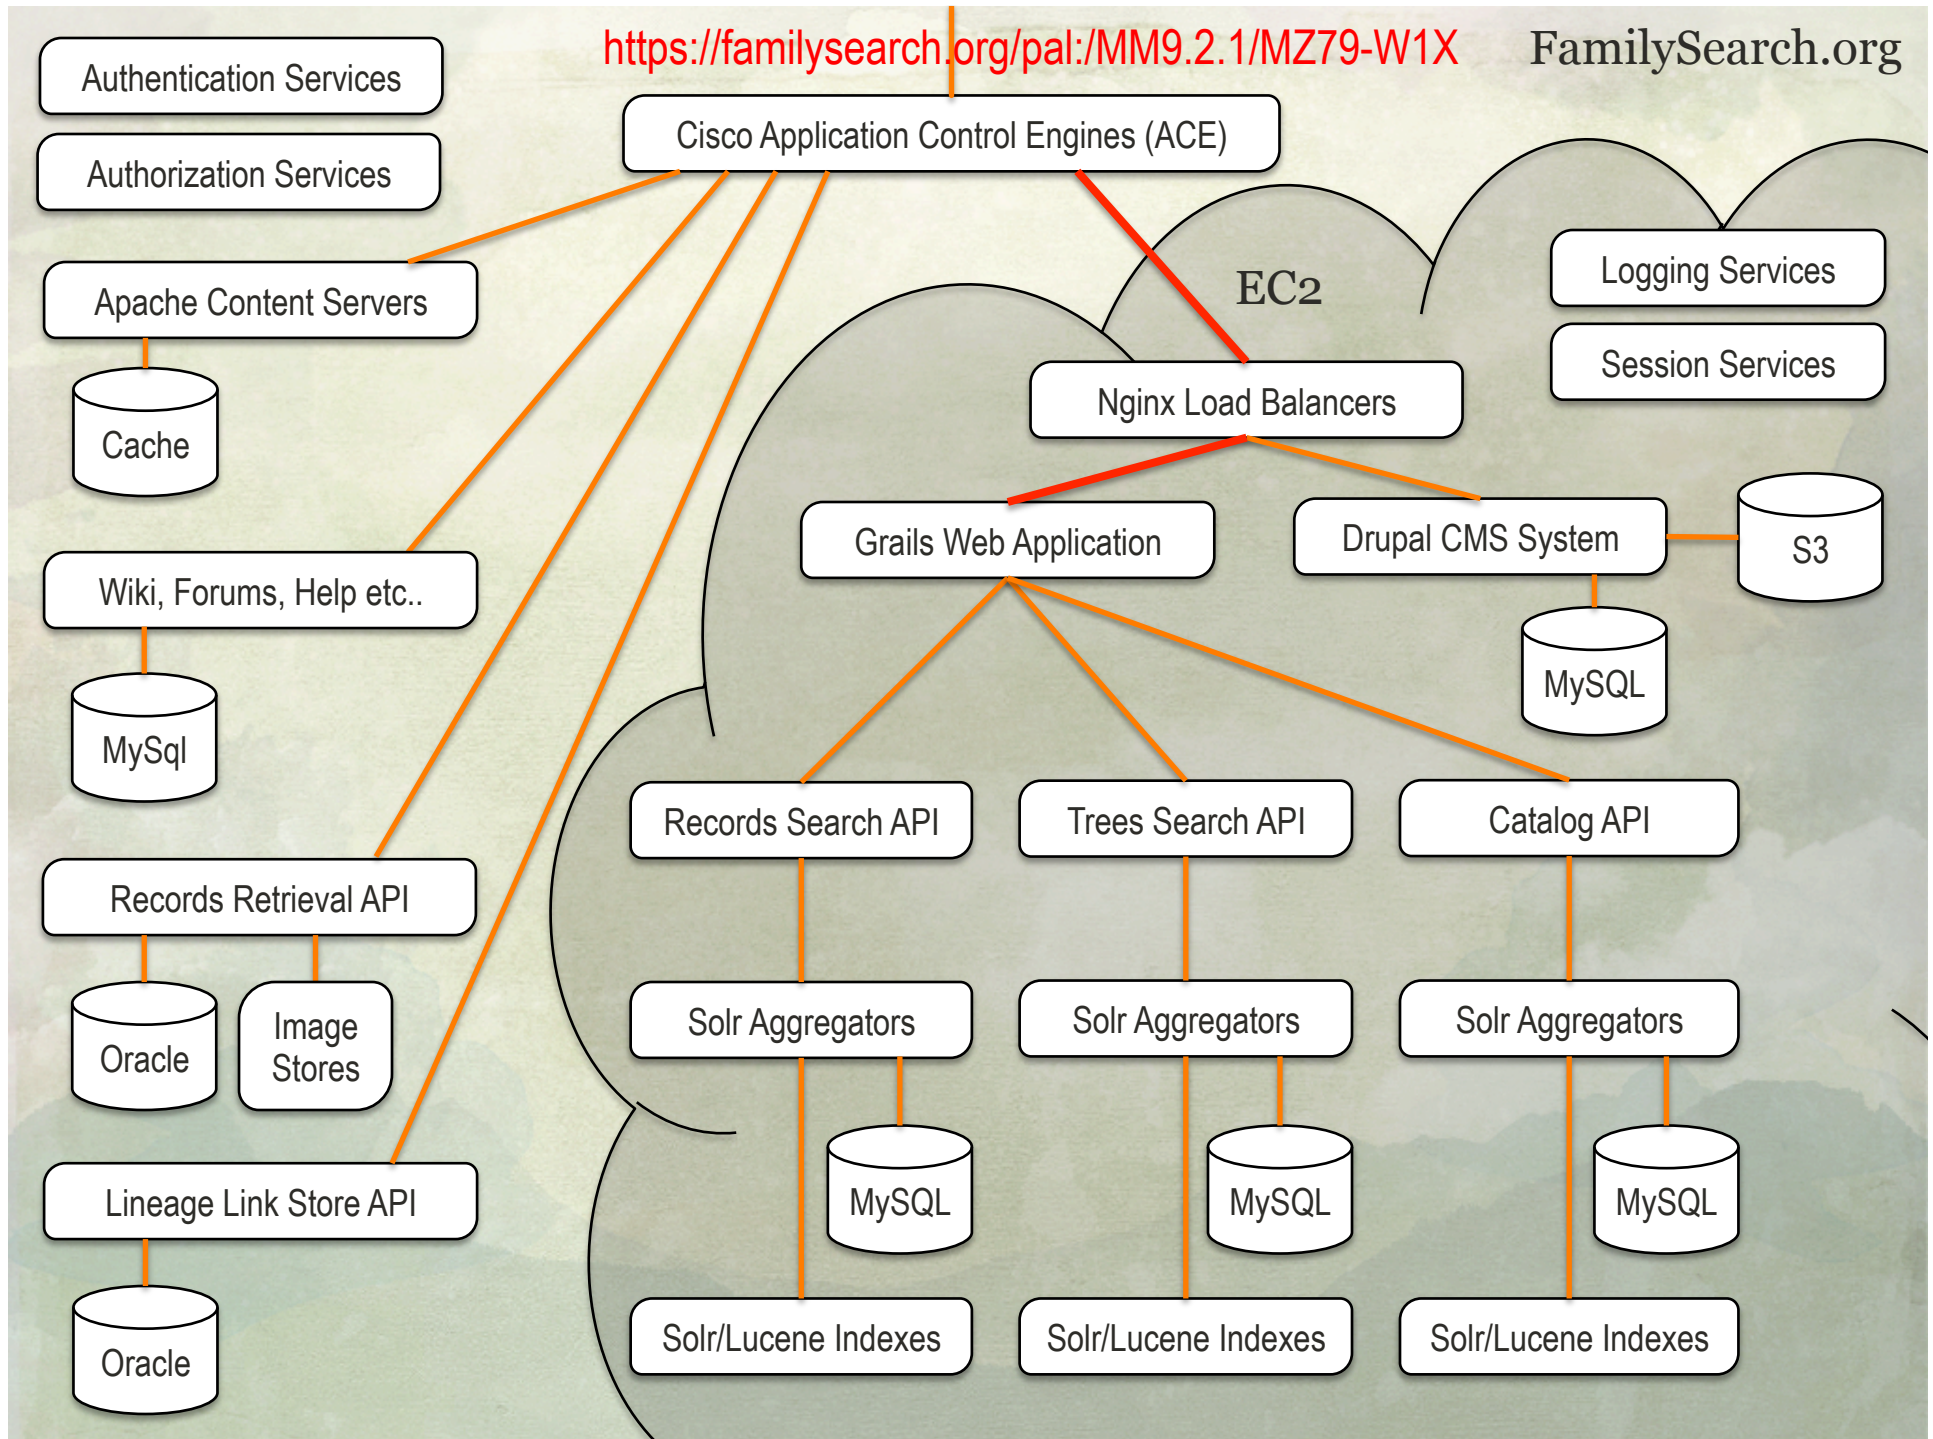 https://familysearch.org/pal:/MM9.2.1/MZ79-W1X
FamilySearch.org
Authentication Services
Authorization Services
Cisco Application Control Engines (ACE)
Apache Content Servers
Cache
Wiki, Forums, Help etc..
MySql
Records Retrieval API
Oracle
Image
Stores
Lineage Link Store API
Oracle
EC2
Logging Services
Session Services
Nginx Load Balancers
Grails Web Application
Drupal CMS System
S3
MySQL
Records Search API
Trees Search API
Catalog API
Solr Aggregators
Solr Aggregators
Solr Aggregators
MySQL
MySQL
MySQL
Solr/Lucene Indexes
Solr/Lucene Indexes
Solr/Lucene Indexes